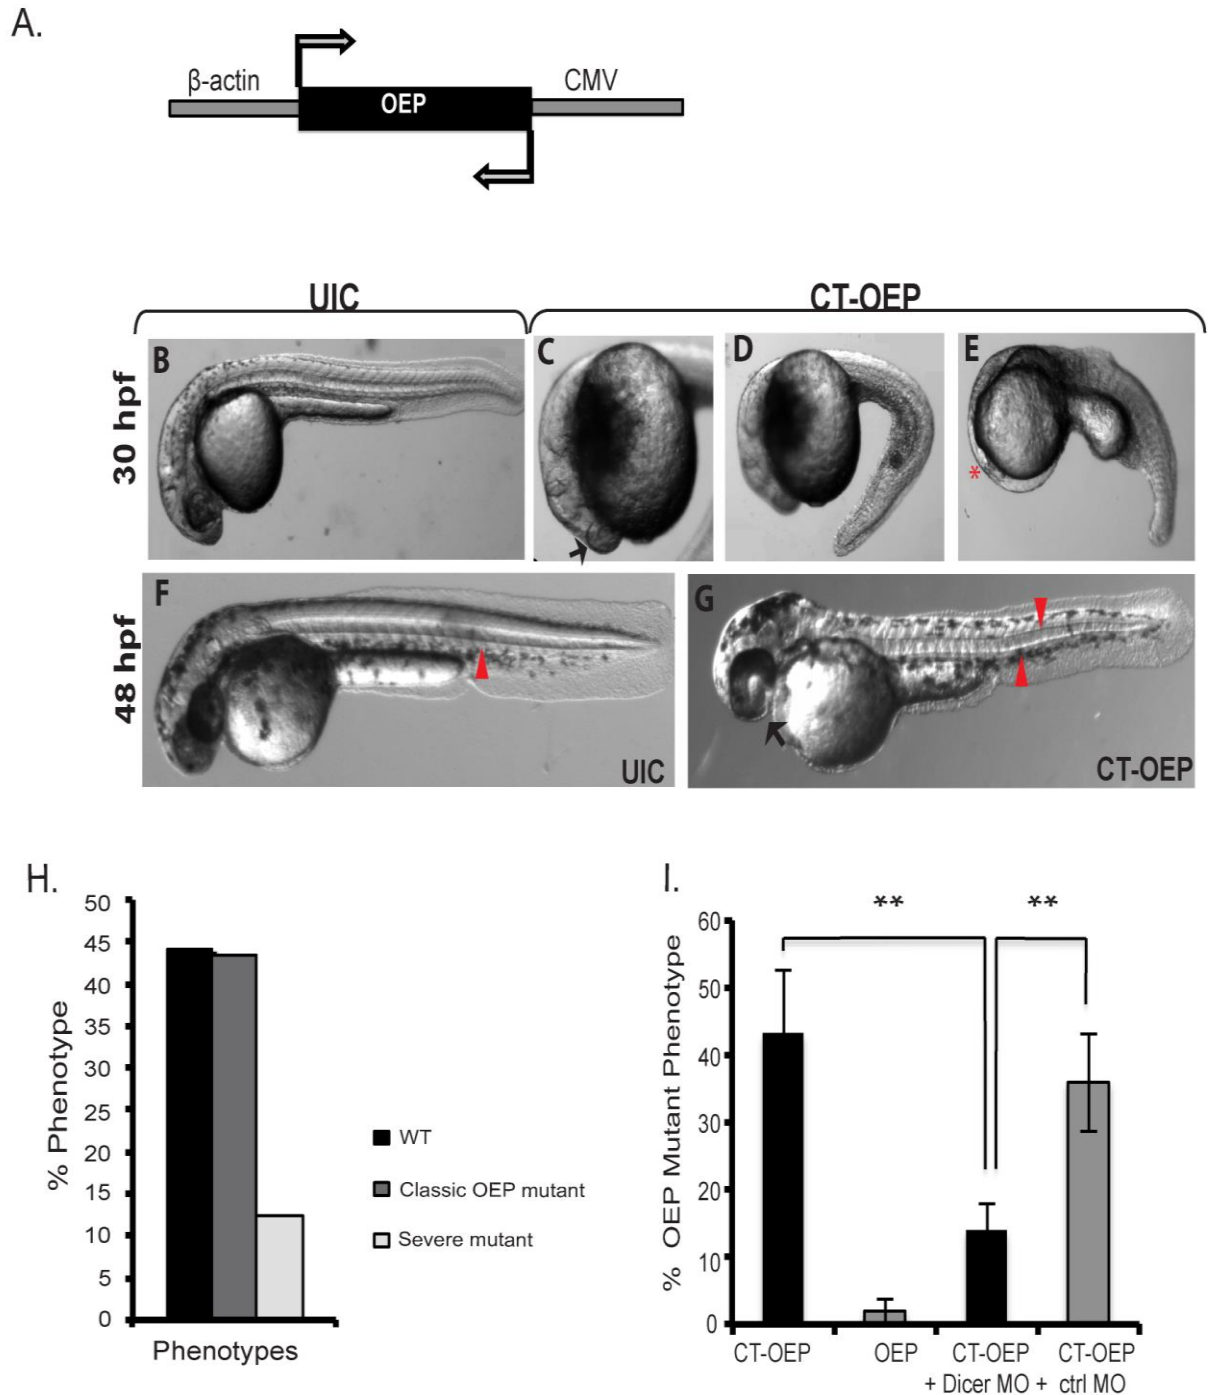 A.
β-actin
OEP
CMV
UIC
CT-OEP
30 hpf
B
C
D
E
*
48 hpf
F
UIC
G
CT-OEP
H.
% Phenotype
50
45
40
35
30
25
20
15
10
5
0
Phenotypes
WT
Classic OEP mutant
Severe mutant
I.
% OEP Mutant Phenotype
60
50
40
30
20
10
0
** **
CT-OEP OEP CT-OEP CT-OEP
+ Dicer MO + ctrl MO